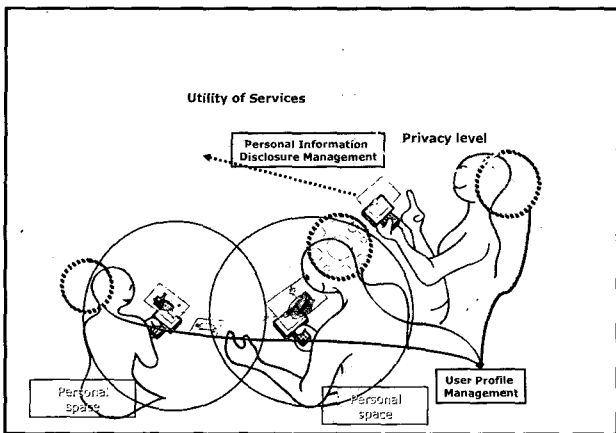 Utility of Services
Personal Information
Disclosure Management
Privacy level
User Profile
Management
Personal
space
Personal
space